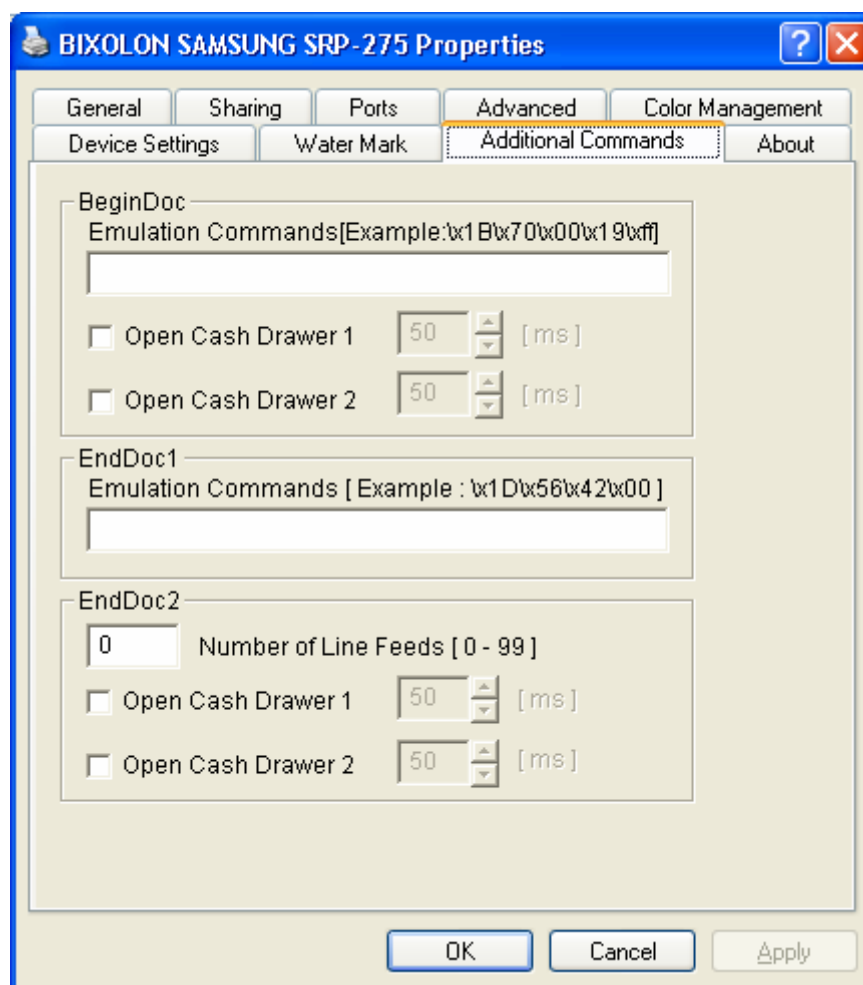 BIXOLON SAMSUNG SRP-275 Properties
General Sharing Ports Advanced Color Management
Device Settings Water Mark Additional Commands About
BeginDoc
Emulation Commands[Example:\x1B\x70\x00\x19\xff]
Open Cash Drawer 1 50 [ ms ]
Open Cash Drawer 2 50 [ ms ]
EndDoc1
Emulation Commands [ Example : \x1D\x56\x42\x00 ]
EndDoc2
0 Number of Line Feeds [ 0 - 99 ]
Open Cash Drawer 1 50 [ ms ]
Open Cash Drawer 2 50 [ ms ]
OK Cancel Apply